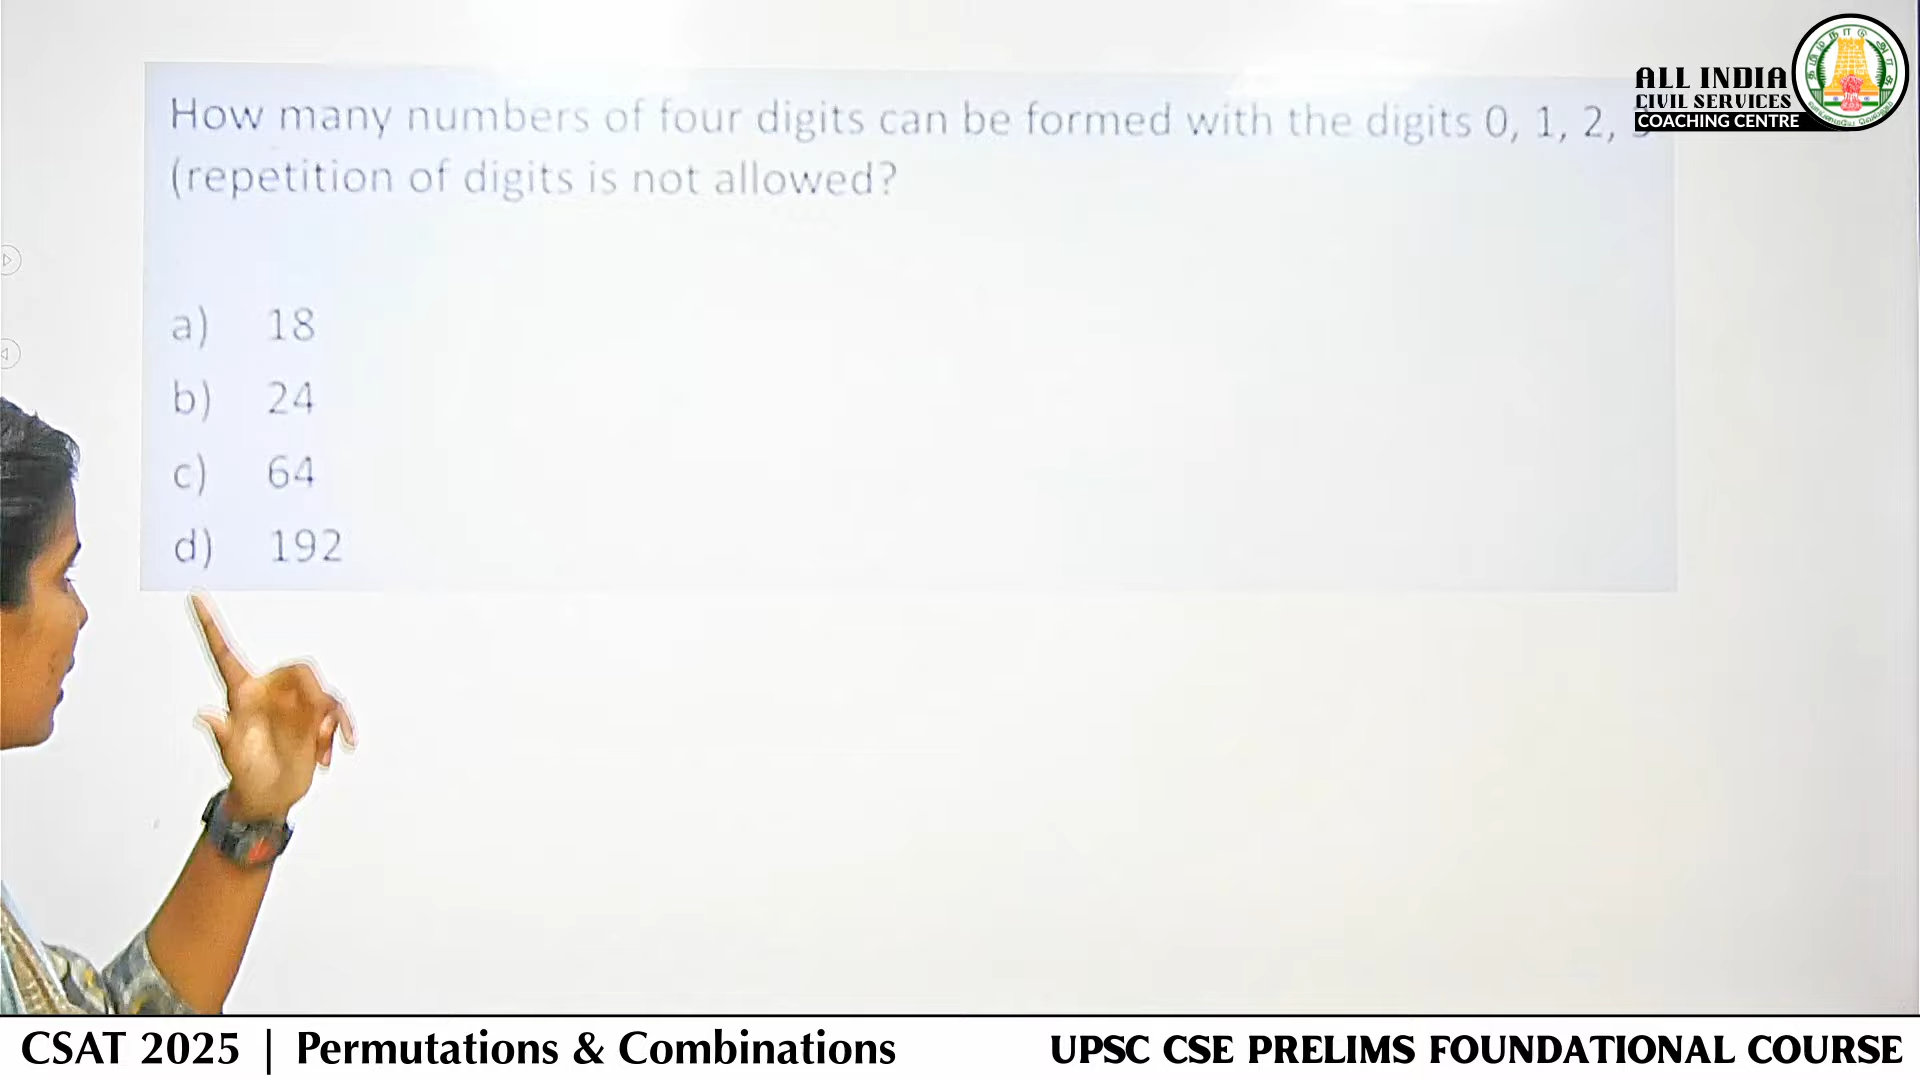 How many numbers of four digits can be formed with the digits 0, 1, 2, 3
(repetition of digits is not allowed?
a) 18
b) 24
c) 64
d) 192
ALL INDIA
CIVIL SERVICES
COACHING CENTRE
CSAT 2025 | Permutations & Combinations
UPSC CSE PRELIMS FOUNDATIONAL COURSE